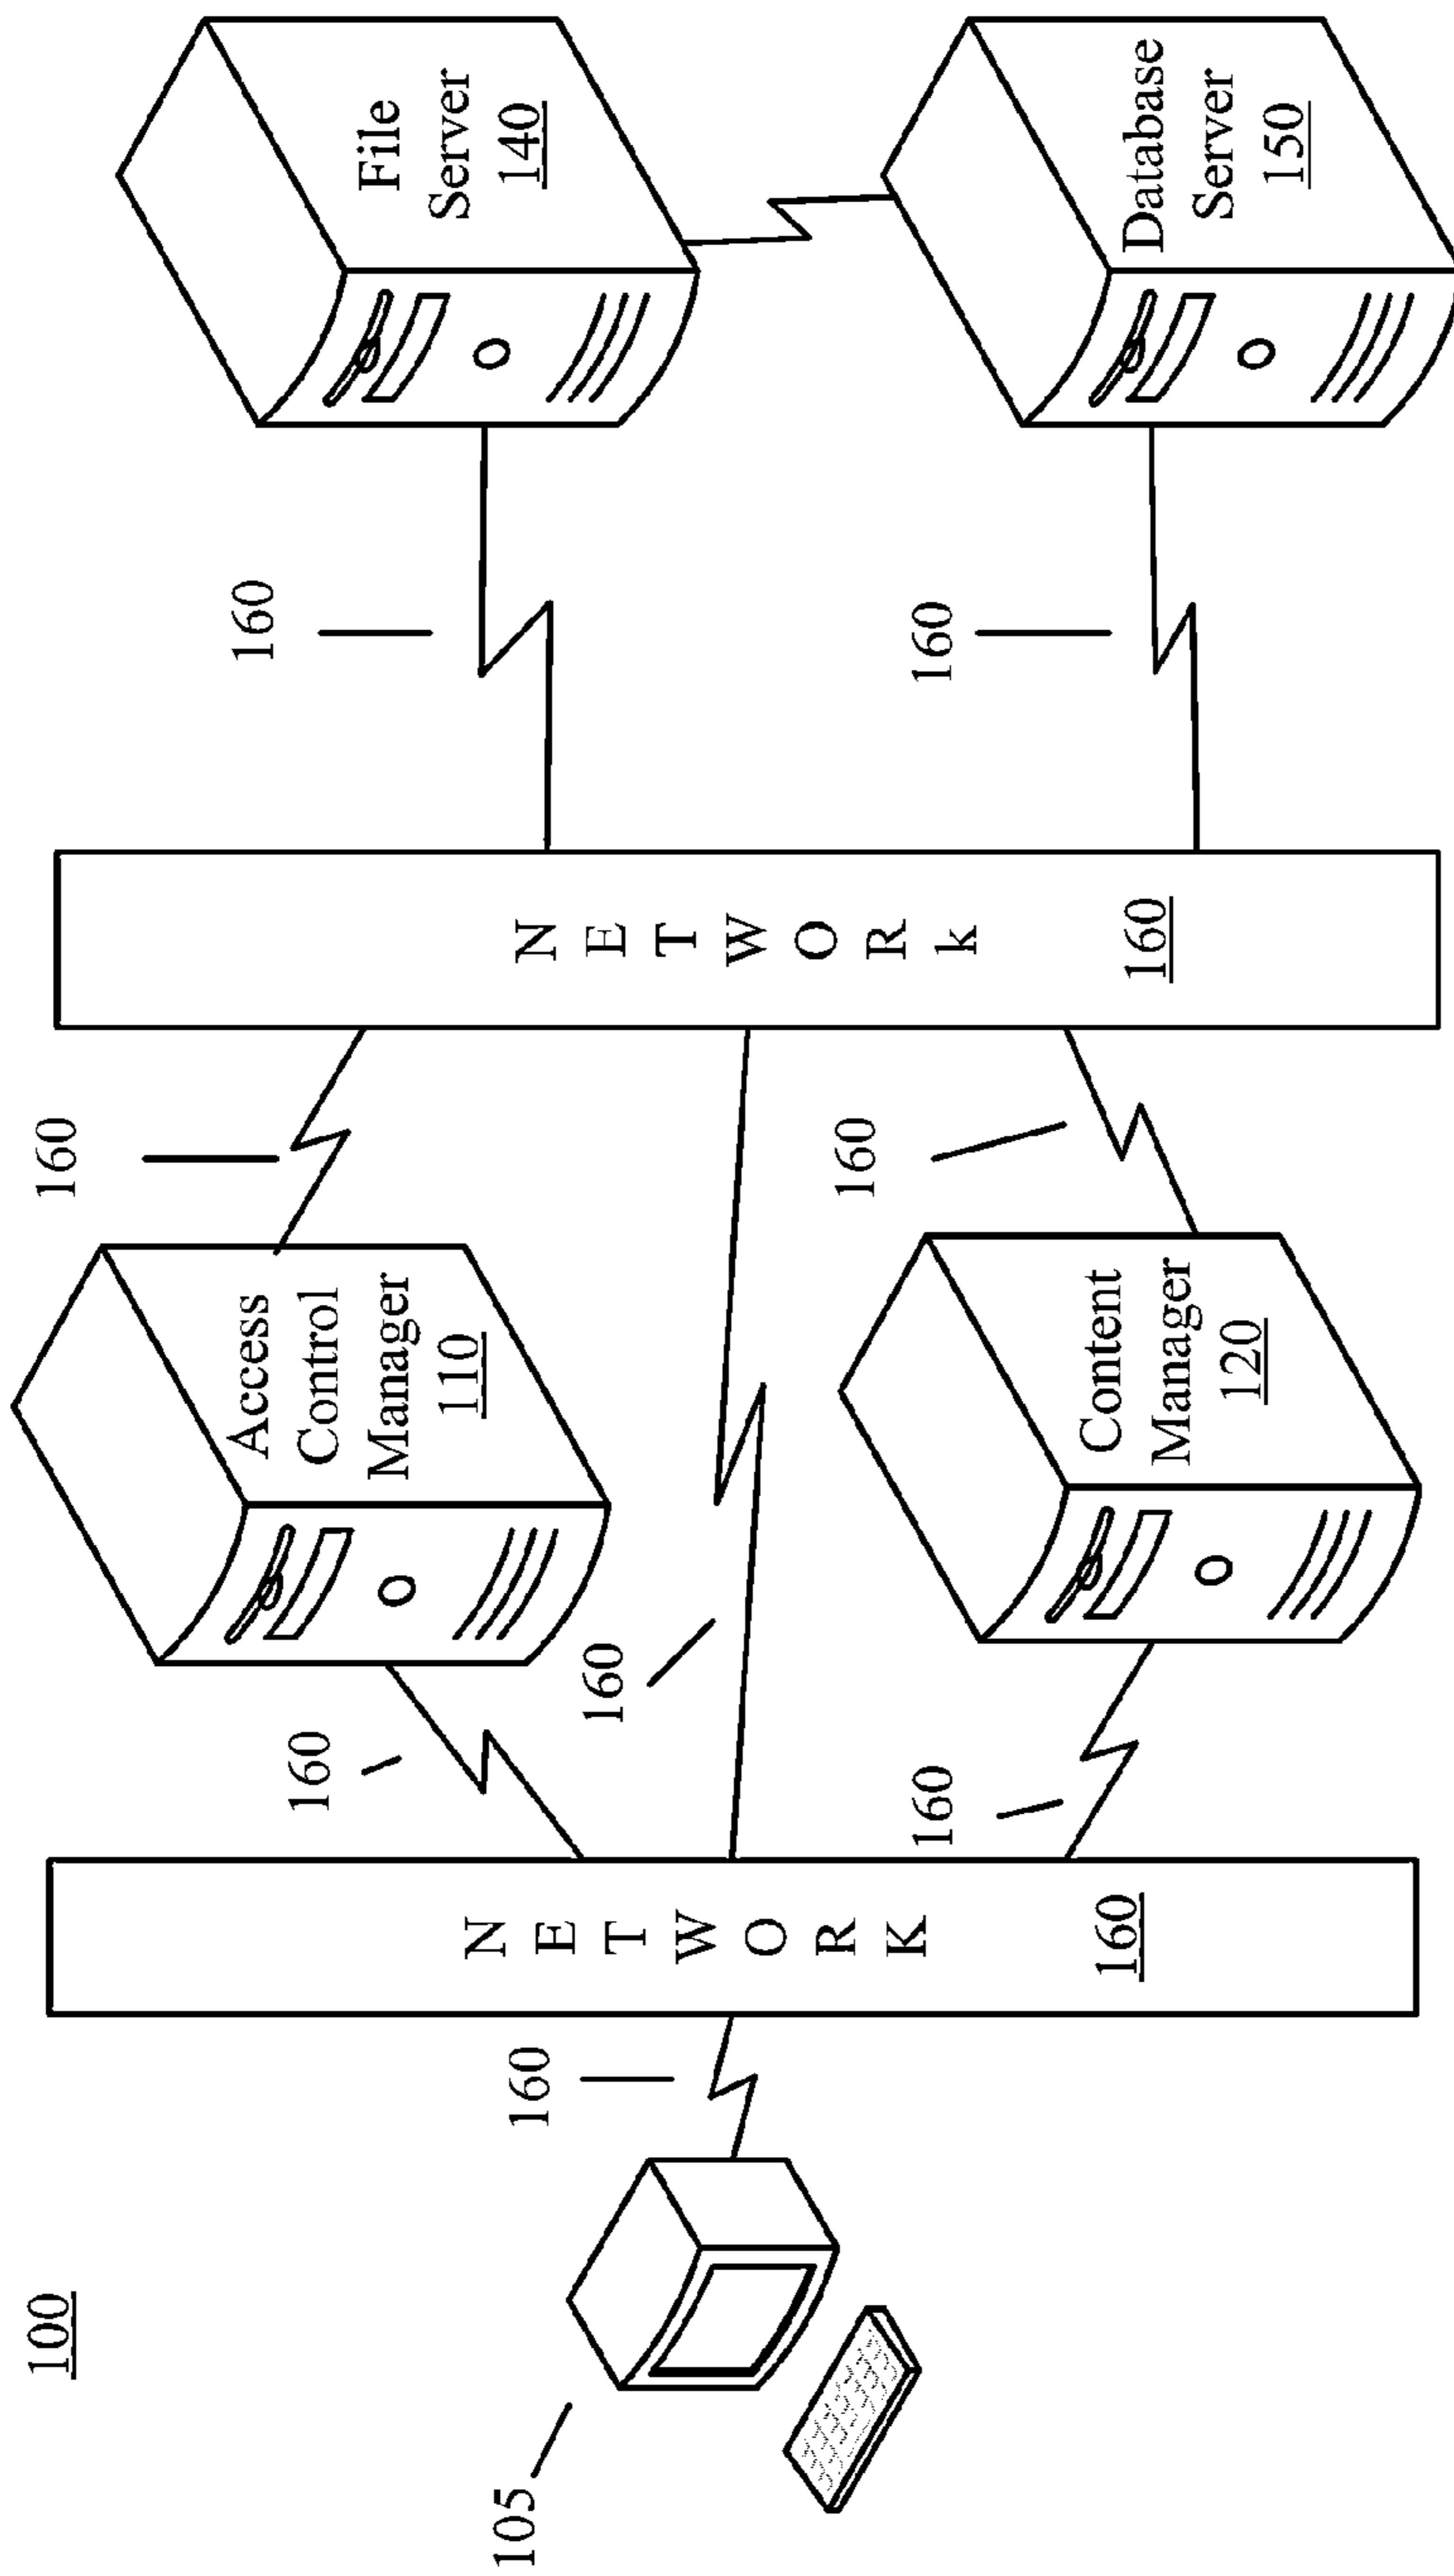 100
105
160
N
E
T
W
O
R
K
160
160
160
160
Access
Control
Manager
110
Content
Manager
120
160
160
N
E
T
W
O
R
k
160
160
160
File
Server
140
Database
Server
150